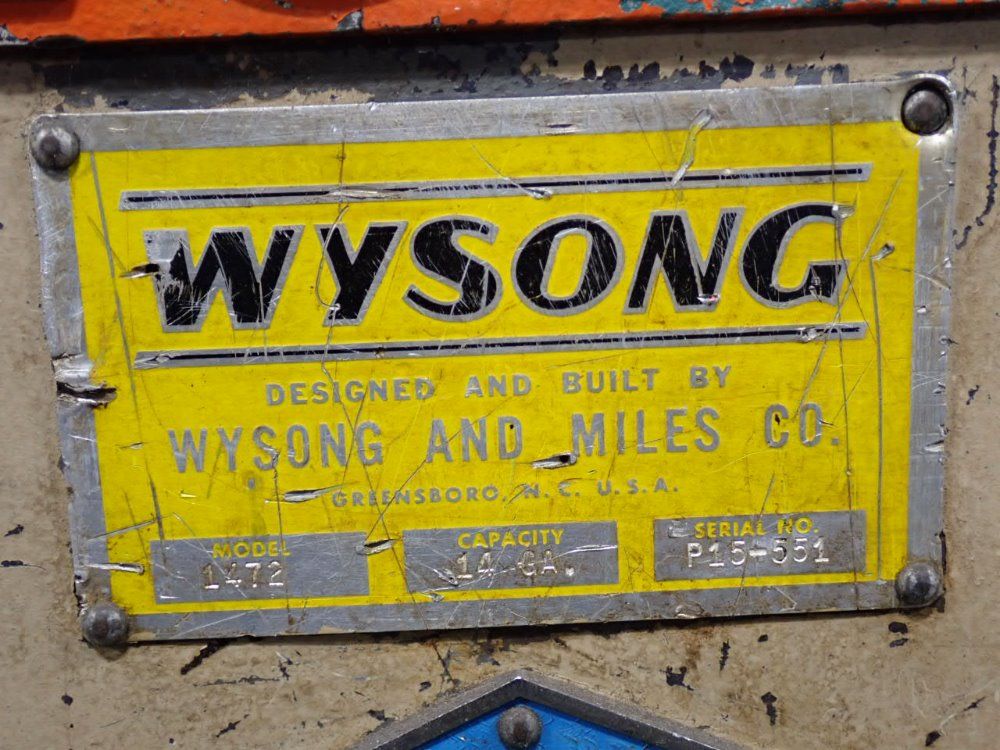 WYSONG
DESIGNED AND BUILT BY
WYSONG AND MILES CO.
GREENSBORO, N. C. U. S. A.
MODEL CAPACITY SERIAL NO.
1472 14 GA. P15-551